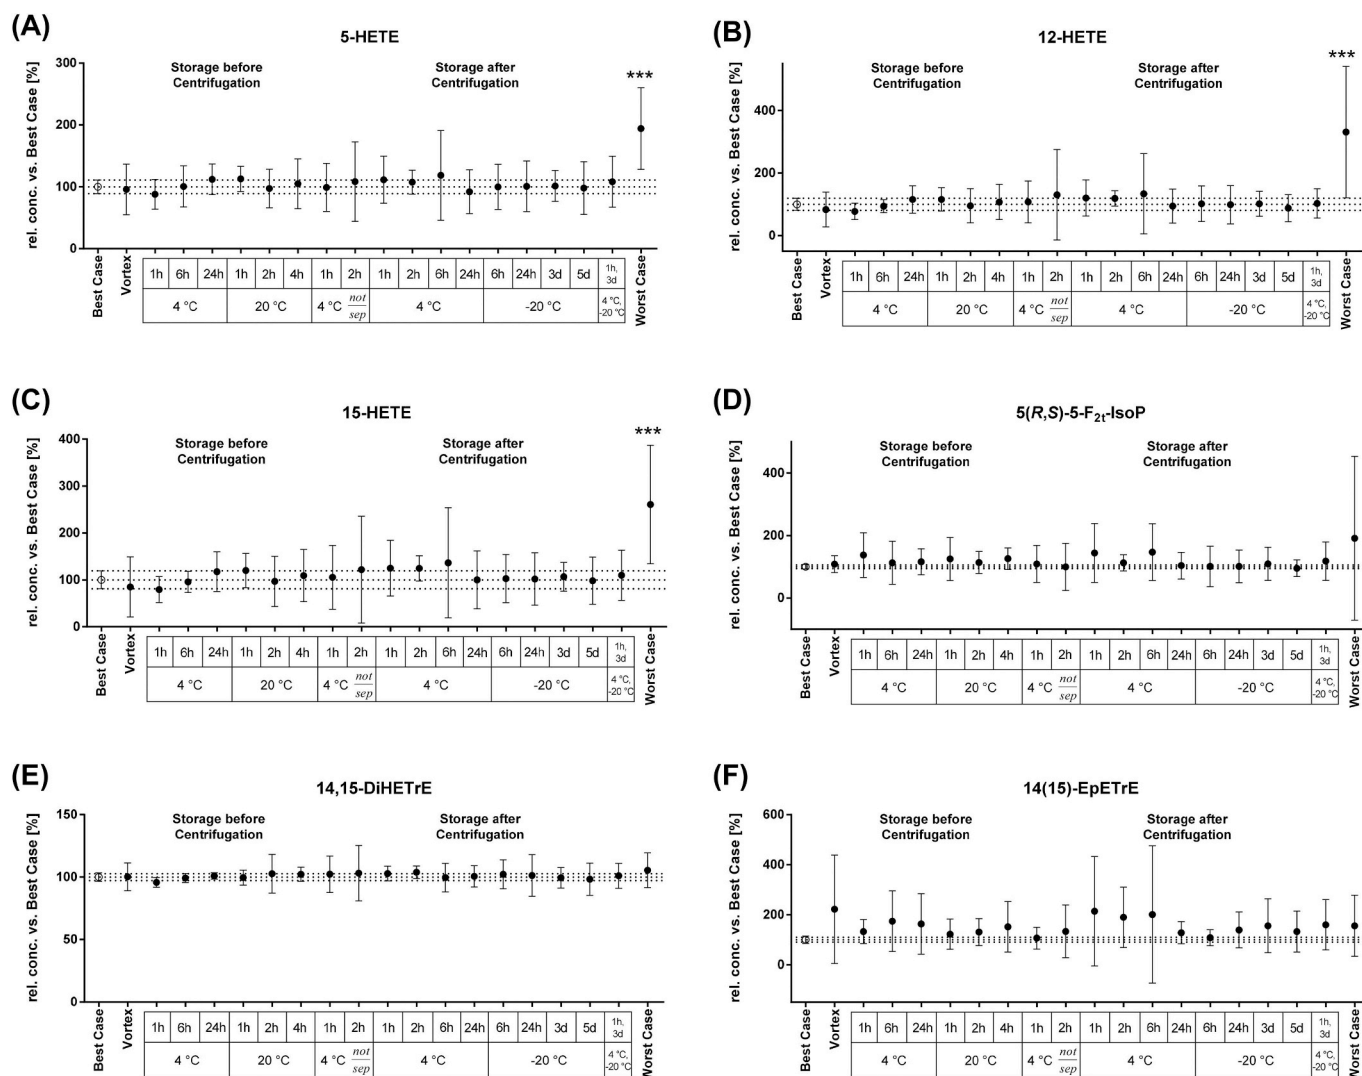 (A)
5-HETE
rel. conc. vs. Best Case [%]
300
200
100
0
Storage before
Centrifugation
Storage after
Centrifugation
***
Best Case
Vortex
1h 6h 24h 1h 2h 4h 1h 2h 1h 2h 6h 24h 6h 24h 3d 5d 1h, 3d
4 °C 20 °C 4 °C not sep 4 °C -20 °C 4 °C, -20 °C
Worst Case
(B)
12-HETE
rel. conc. vs. Best Case [%]
400
200
0
Storage before
Centrifugation
Storage after
Centrifugation
***
Best Case
Vortex
1h 6h 24h 1h 2h 4h 1h 2h 1h 2h 6h 24h 6h 24h 3d 5d 1h, 3d
4 °C 20 °C 4 °C not sep 4 °C -20 °C 4 °C, -20 °C
Worst Case
(C)
15-HETE
rel. conc. vs. Best Case [%]
400
300
200
100
0
Storage before
Centrifugation
Storage after
Centrifugation
***
Best Case
Vortex
1h 6h 24h 1h 2h 4h 1h 2h 1h 2h 6h 24h 6h 24h 3d 5d 1h, 3d
4 °C 20 °C 4 °C not sep 4 °C -20 °C 4 °C, -20 °C
Worst Case
(D)
5(R,S)-5-F2t-IsoP
rel. conc. vs. Best Case [%]
400
200
0
Storage before
Centrifugation
Storage after
Centrifugation
Best Case
Vortex
1h 6h 24h 1h 2h 4h 1h 2h 1h 2h 6h 24h 6h 24h 3d 5d 1h, 3d
4 °C 20 °C 4 °C not sep 4 °C -20 °C 4 °C, -20 °C
Worst Case
(E)
14,15-DiHETrE
rel. conc. vs. Best Case [%]
150
100
50
0
Storage before
Centrifugation
Storage after
Centrifugation
Best Case
Vortex
1h 6h 24h 1h 2h 4h 1h 2h 1h 2h 6h 24h 6h 24h 3d 5d 1h, 3d
4 °C 20 °C 4 °C not sep 4 °C -20 °C 4 °C, -20 °C
Worst Case
(F)
14(15)-EpETrE
rel. conc. vs. Best Case [%]
600
400
200
0
Storage before
Centrifugation
Storage after
Centrifugation
Best Case
Vortex
1h 6h 24h 1h 2h 4h 1h 2h 1h 2h 6h 24h 6h 24h 3d 5d 1h, 3d
4 °C 20 °C 4 °C not sep 4 °C -20 °C 4 °C, -20 °C
Worst Case